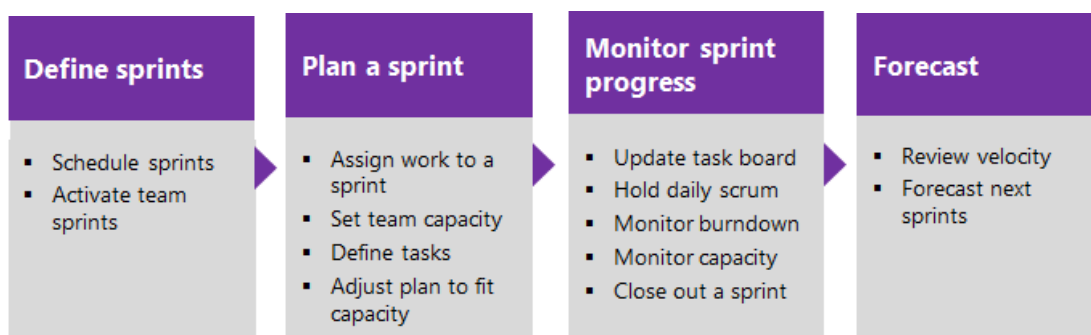 Define sprints
▪ Schedule sprints
▪ Activate team
sprints
Plan a sprint
▪ Assign work to a
sprint
▪ Set team capacity
▪ Define tasks
▪ Adjust plan to fit
capacity
Monitor sprint
progress
▪ Update task board
▪ Hold daily scrum
▪ Monitor burndown
▪ Monitor capacity
▪ Close out a sprint
Forecast
▪ Review velocity
▪ Forecast next
sprints